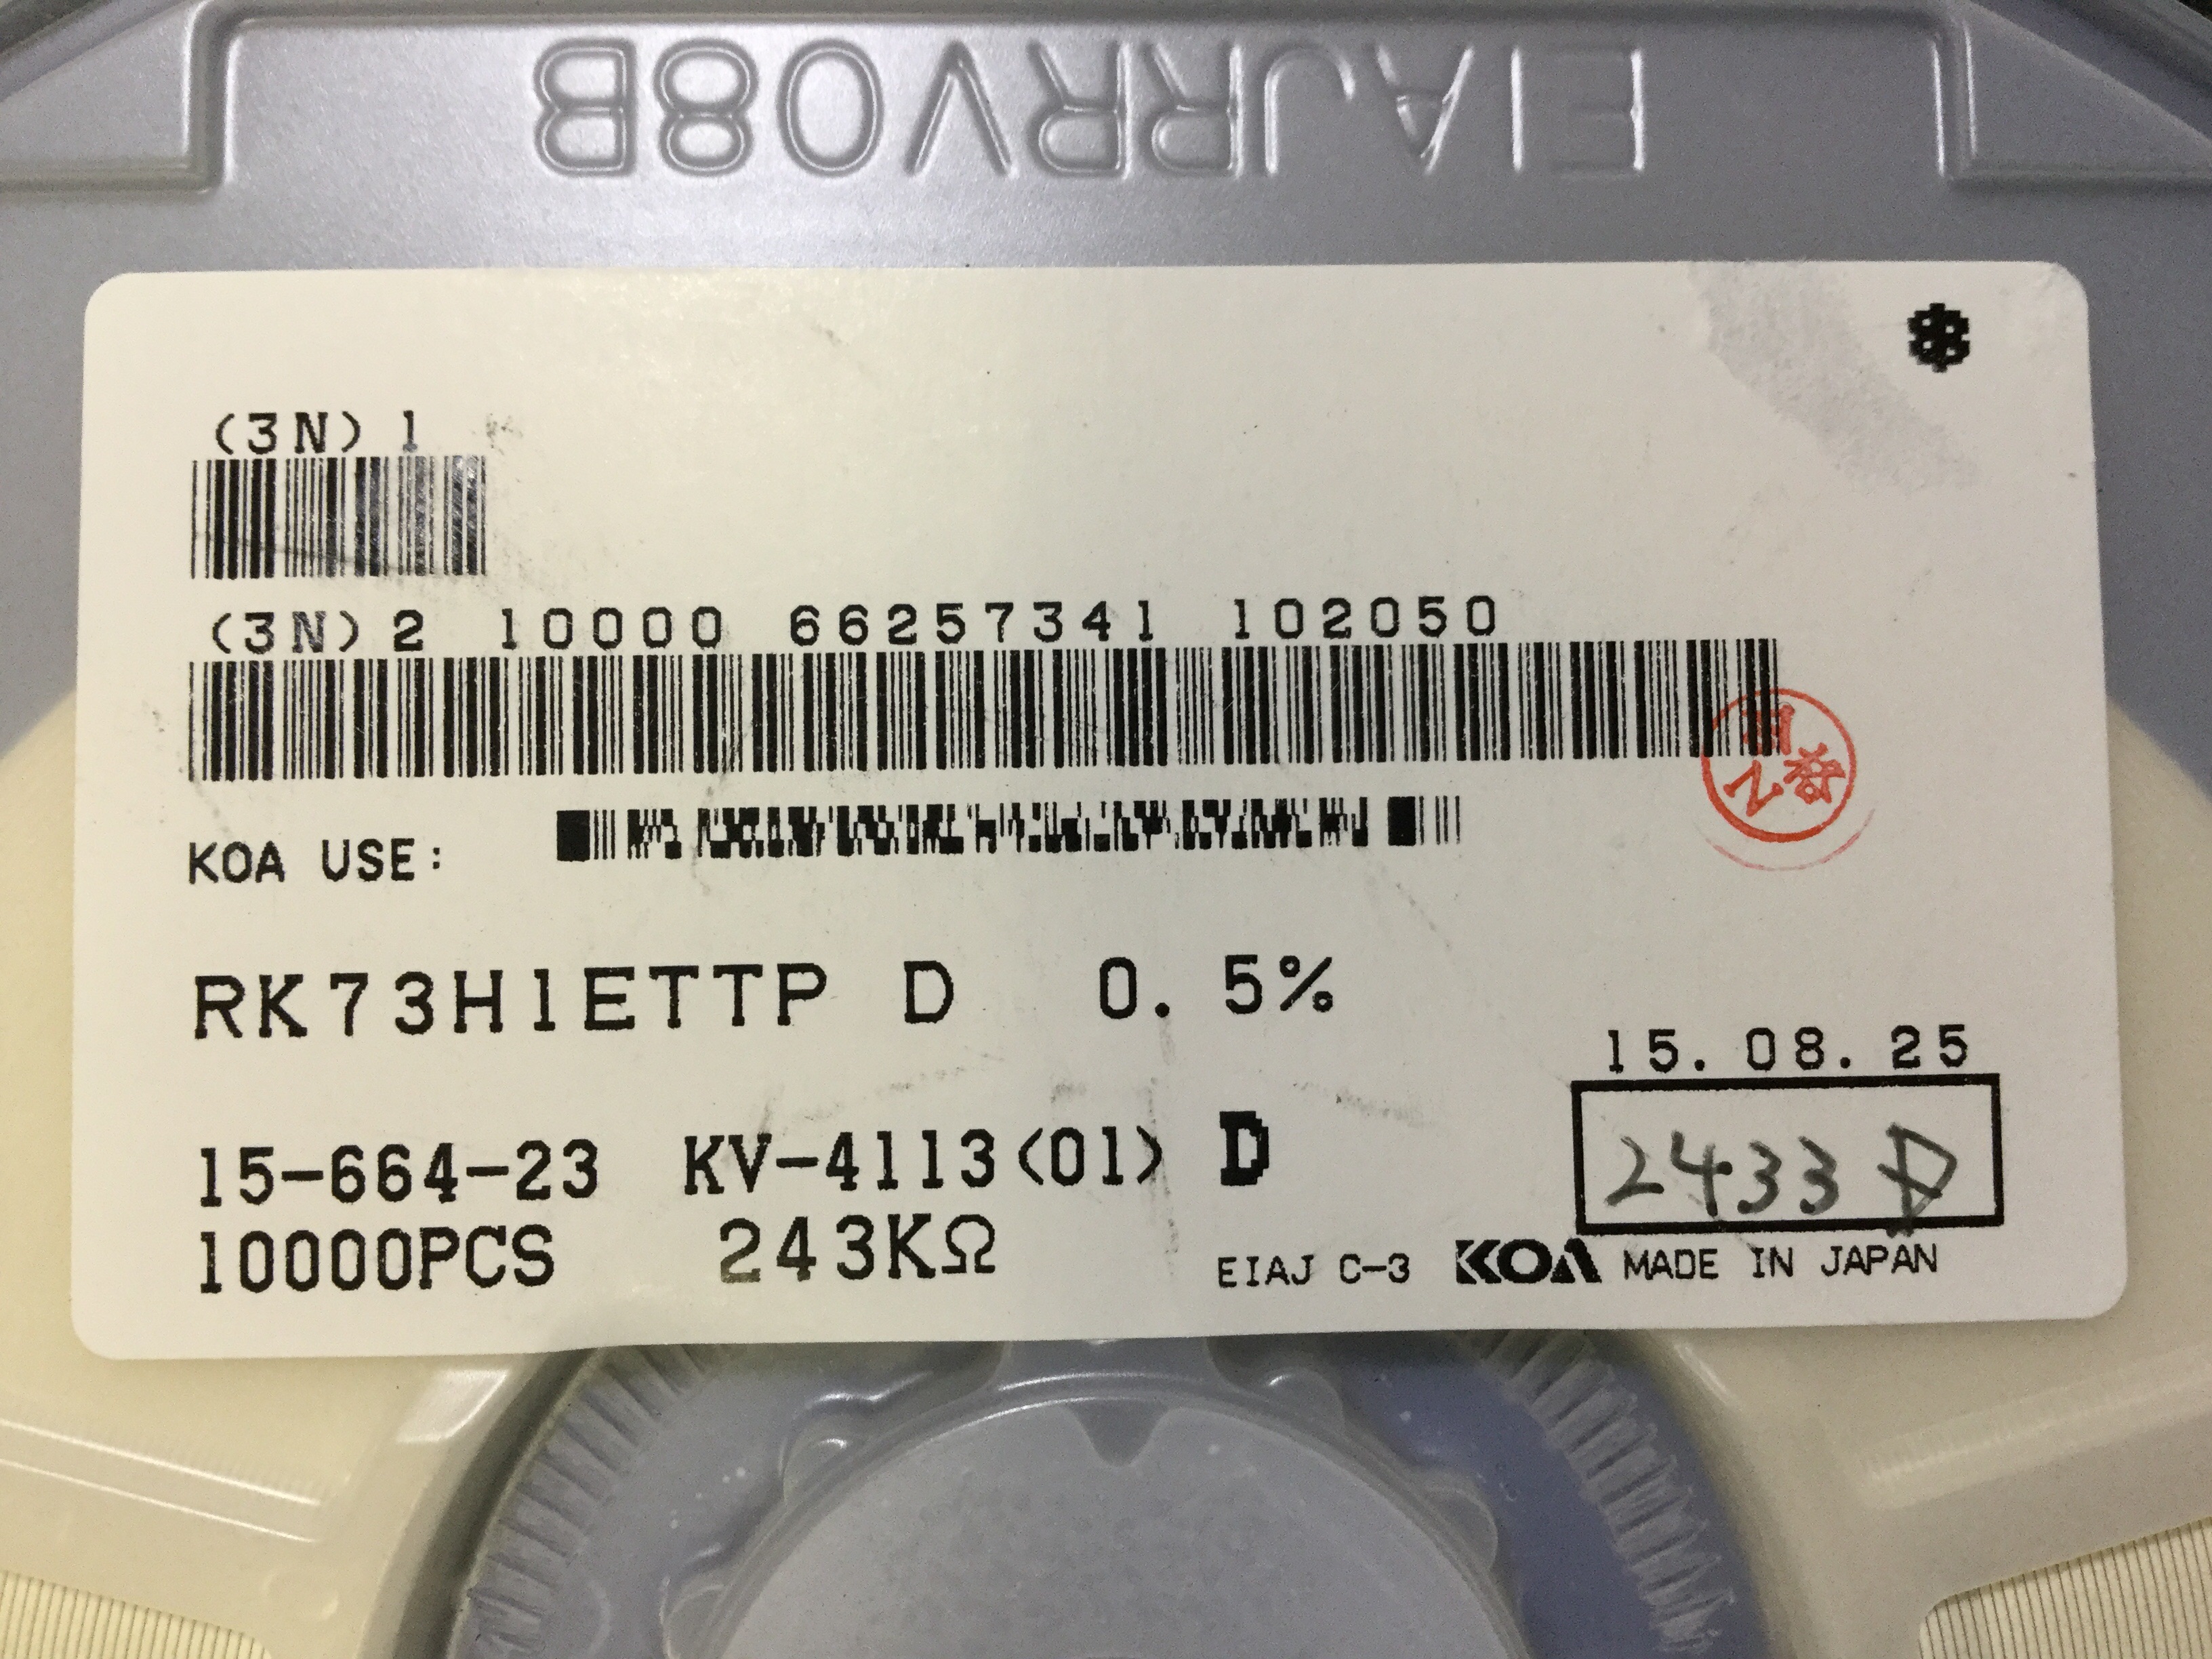 EIAJRRV08B
*
(3N) 1
(3N) 2 10000 66257341 102050
KOA USE:
RK73H1ETTP D 0.5%
15.08.25
15-664-23 KV-4113(01) D
2433 D
10000PCS 243KΩ
EIAJ C-3 KOA MADE IN JAPAN